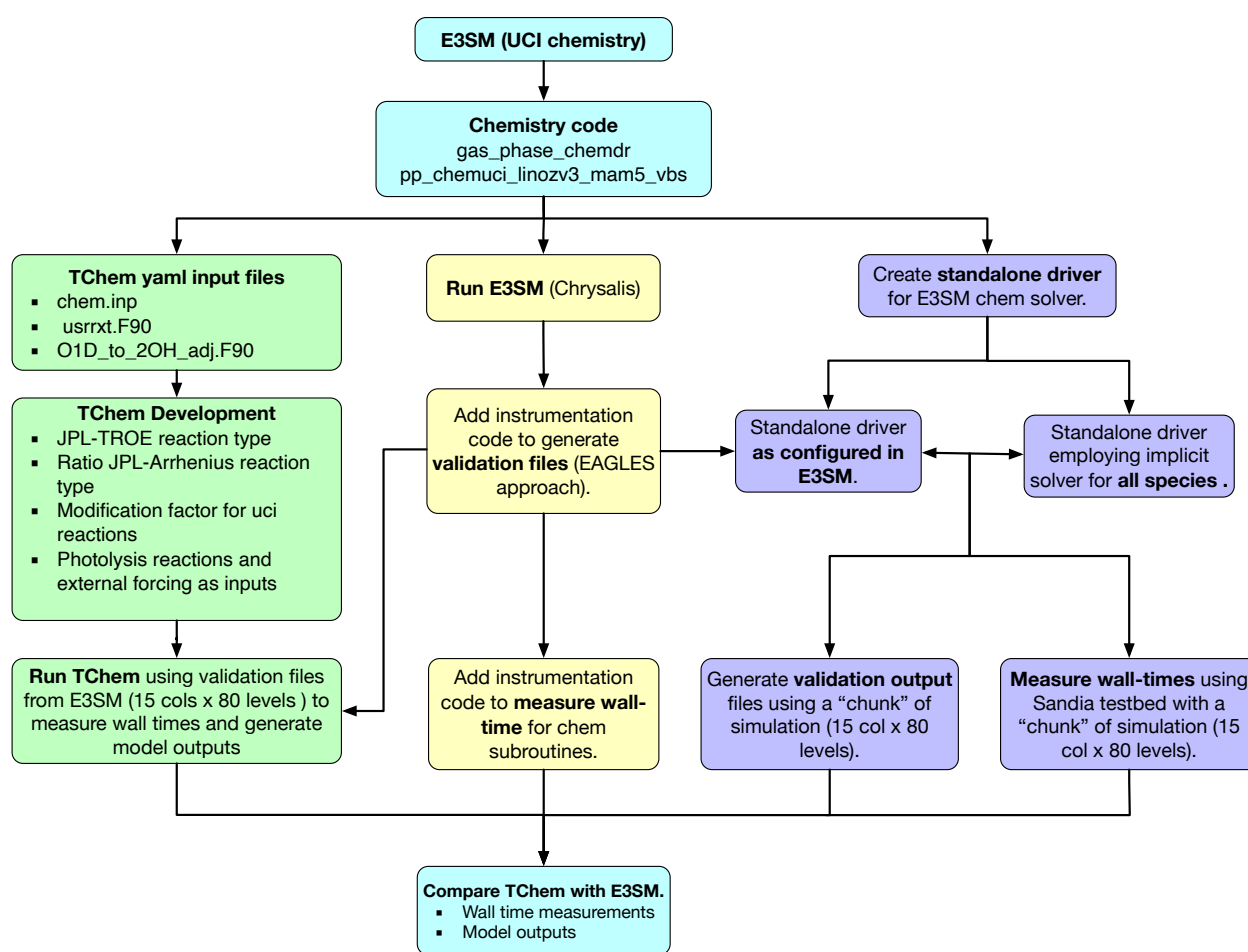 E3SM (UCI chemistry)
Chemistry code
gas_phase_chemdr
pp_chemuci_linozv3_mam5_vbs
TChem yaml input files
▪ chem.inp
▪ usrrxt.F90
▪ O1D_to_2OH_adj.F90
Run E3SM (Chrysalis)
Create standalone driver
for E3SM chem solver.
TChem Development
▪ JPL-TROE reaction type
▪ Ratio JPL-Arrhenius reaction
type
▪ Modification factor for uci
reactions
▪ Photolysis reactions and
external forcing as inputs
Add instrumentation
code to generate
validation files (EAGLES
approach).
Standalone driver
as configured in
E3SM.
Standalone driver
employing implicit
solver for all species .
Run TChem using validation files
from E3SM (15 cols x 80 levels ) to
measure wall times and generate
model outputs
Add instrumentation
code to measure wall-
time for chem
subroutines.
Generate validation output
files using a “chunk” of
simulation (15 col x 80
levels).
Measure wall-times using
Sandia testbed with a
“chunk” of simulation (15
col x 80 levels).
Compare TChem with E3SM.
▪ Wall time measurements
▪ Model outputs